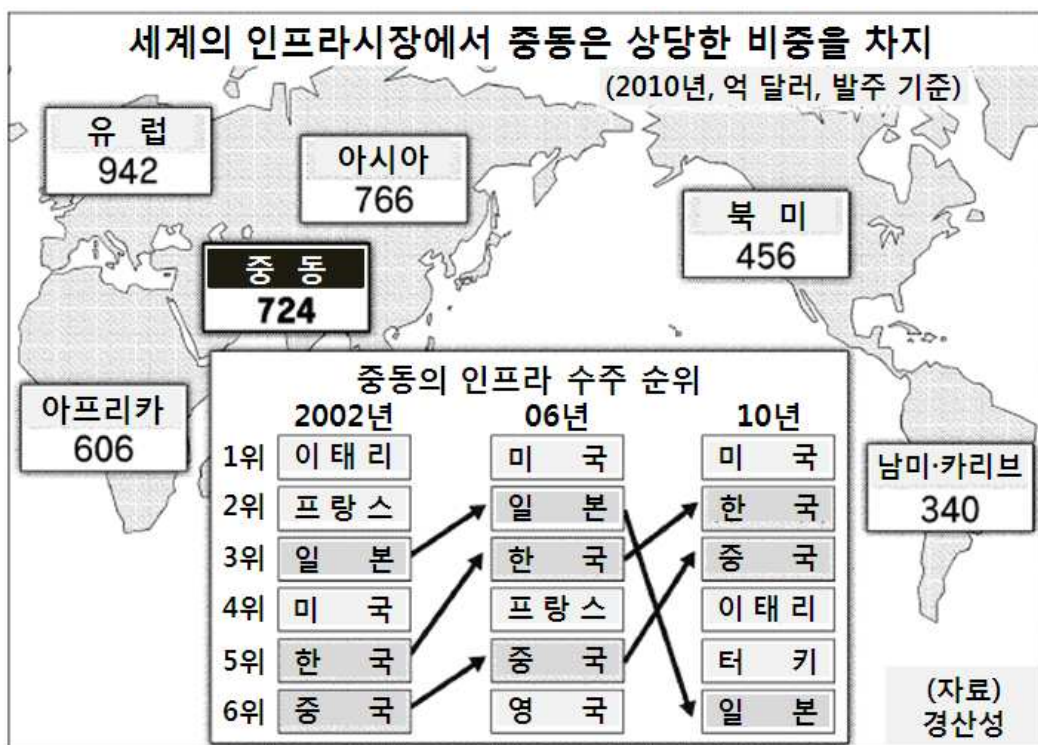 세계의 인프라시장에서 중동은 상당한 비중을 차지
(2010년, 억 달러, 발주 기준)
유 럽
942
아시아
766
북 미
456
중 동
724
아프리카
606
남미·카리브
340
중동의 인프라 수주 순위
2002년 06년 10년
1위 이 태 리 미 국 미 국
2위 프 랑 스 일 본 한 국
3위 일 본 한 국 중 국
4위 미 국 프 랑 스 이 태 리
5위 한 국 중 국 터 키
6위 중 국 영 국 일 본
(자료)
경산성